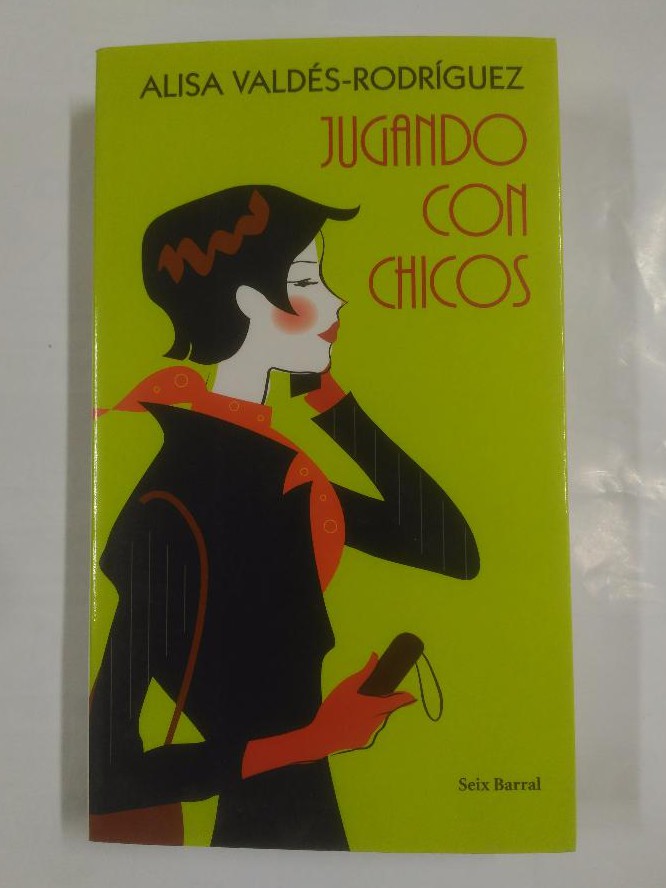 ALISA VALDÉS-RODRÍGUEZ
JUGANDO
CON
CHICOS
Seix Barral